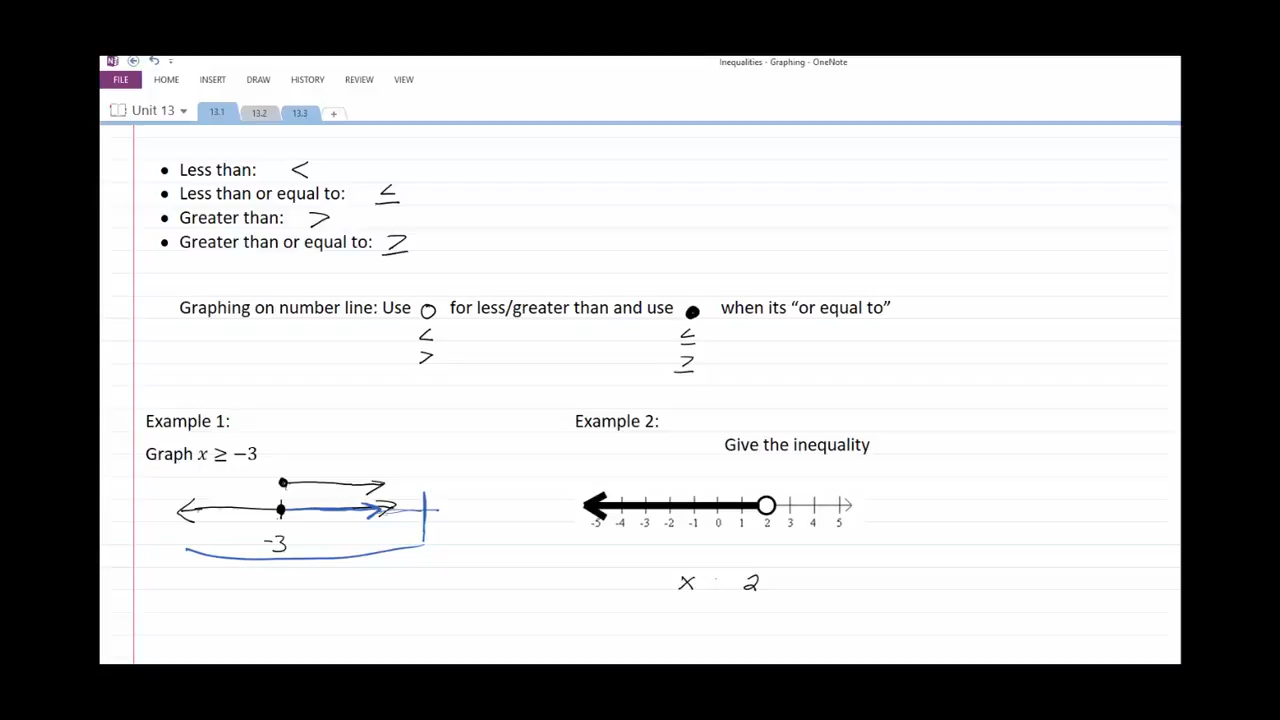 Inequalities - Graphing - OneNote
FILE HOME INSERT DRAW HISTORY REVIEW VIEW
Unit 13 13.1 13.2 13.3 +
• Less than: <
• Less than or equal to: ≤
• Greater than: >
• Greater than or equal to: ≥
Graphing on number line: Use ○ for less/greater than and use ● when its “or equal to”
< ≤
> ≥
Example 1: Example 2:
Give the inequality
Graph x ≥ −3
-5 -4 -3 -2 -1 0 1 2 3 4 5
-3
x 2